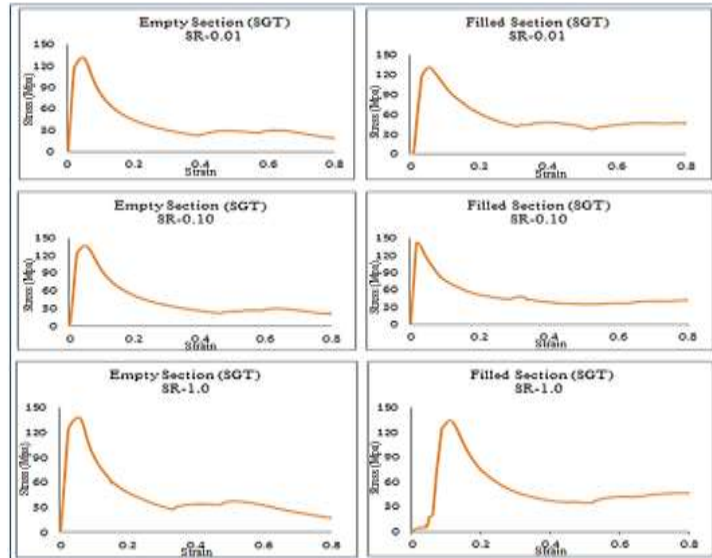 Empty Section (SGT)
SR-0.01
150
120
90
60
30
0
Stress (Mpa)
0 0.2 0.4 0.6 0.8
Strain
Filled Section (SGT)
SR-0.01
150
120
90
60
30
0
Stress (Mpa)
0 0.2 0.4 0.6 0.8
Strain
Empty Section (SGT)
SR-0.10
150
120
90
60
30
0
Stress (Mpa)
0 0.2 0.4 0.6 0.8
Strain
Filled Section (SGT)
SR-0.10
150
120
90
60
30
0
Stress (Mpa)
0 0.2 0.4 0.6 0.8
Strain
Empty Section (SGT)
SR-1.0
150
120
90
60
30
0
Stress (Mpa)
0 0.2 0.4 0.6 0.8
Strain
Filled Section (SGT)
SR-1.0
150
120
90
60
30
0
Stress (Mpa)
0 0.2 0.4 0.6 0.8
Strain